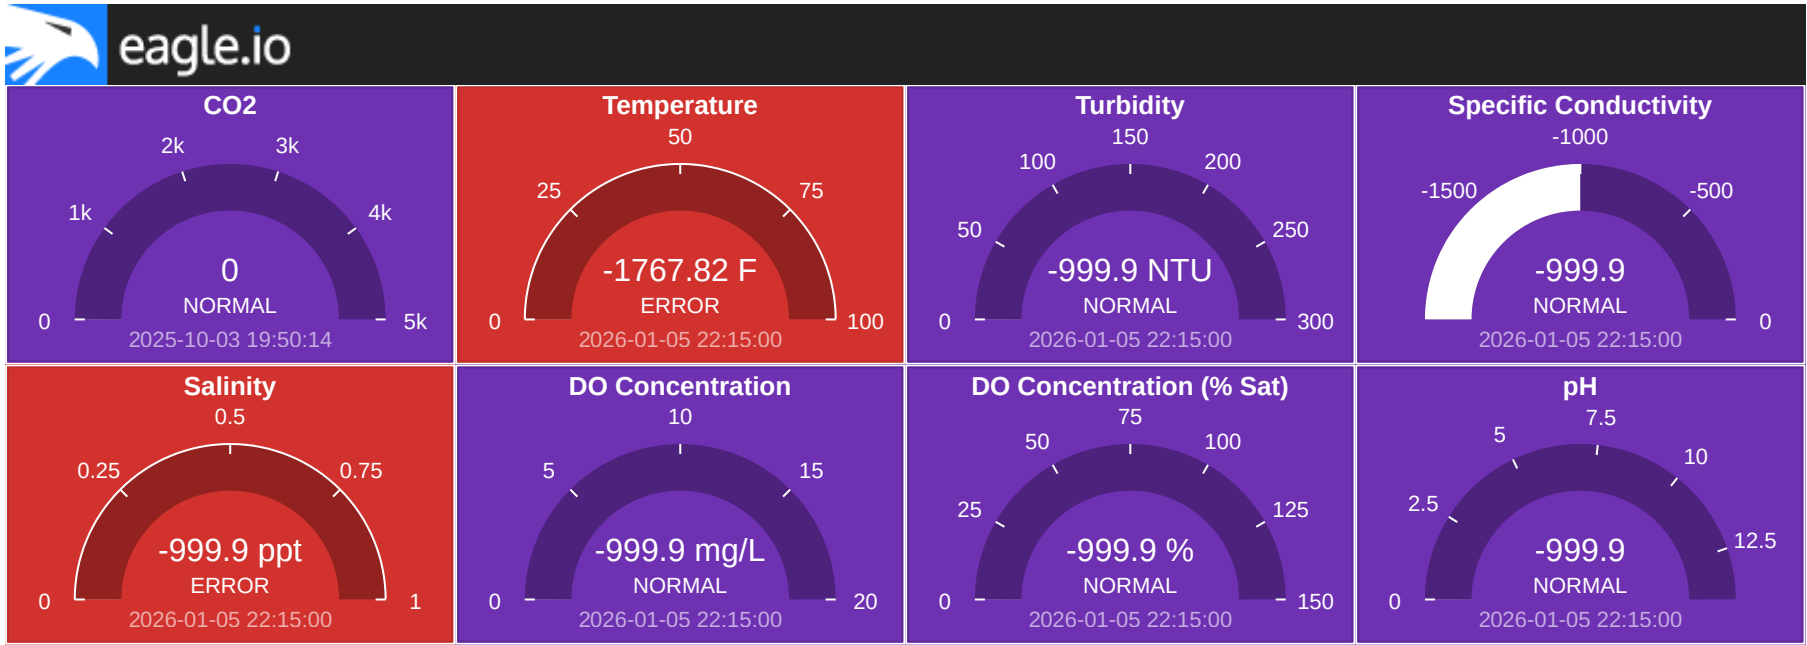 eagle.io
CO2
2k
3k
1k
4k
0
NORMAL
0
5k
2025-10-03 19:50:14
Temperature
50
25
75
-1767.82 F
ERROR
0
100
2026-01-05 22:15:00
Turbidity
150
100
200
50
250
-999.9 NTU
NORMAL
0
300
2026-01-05 22:15:00
Specific Conductivity
-1000
-1500
-500
-999.9
NORMAL
0
2026-01-05 22:15:00
Salinity
0.5
0.25
0.75
-999.9 ppt
ERROR
0
1
2026-01-05 22:15:00
DO Concentration
10
5
15
-999.9 mg/L
NORMAL
0
20
2026-01-05 22:15:00
DO Concentration (% Sat)
75
50
100
25
125
-999.9 %
NORMAL
0
150
2026-01-05 22:15:00
pH
7.5
5
10
2.5
12.5
-999.9
NORMAL
0
2026-01-05 22:15:00